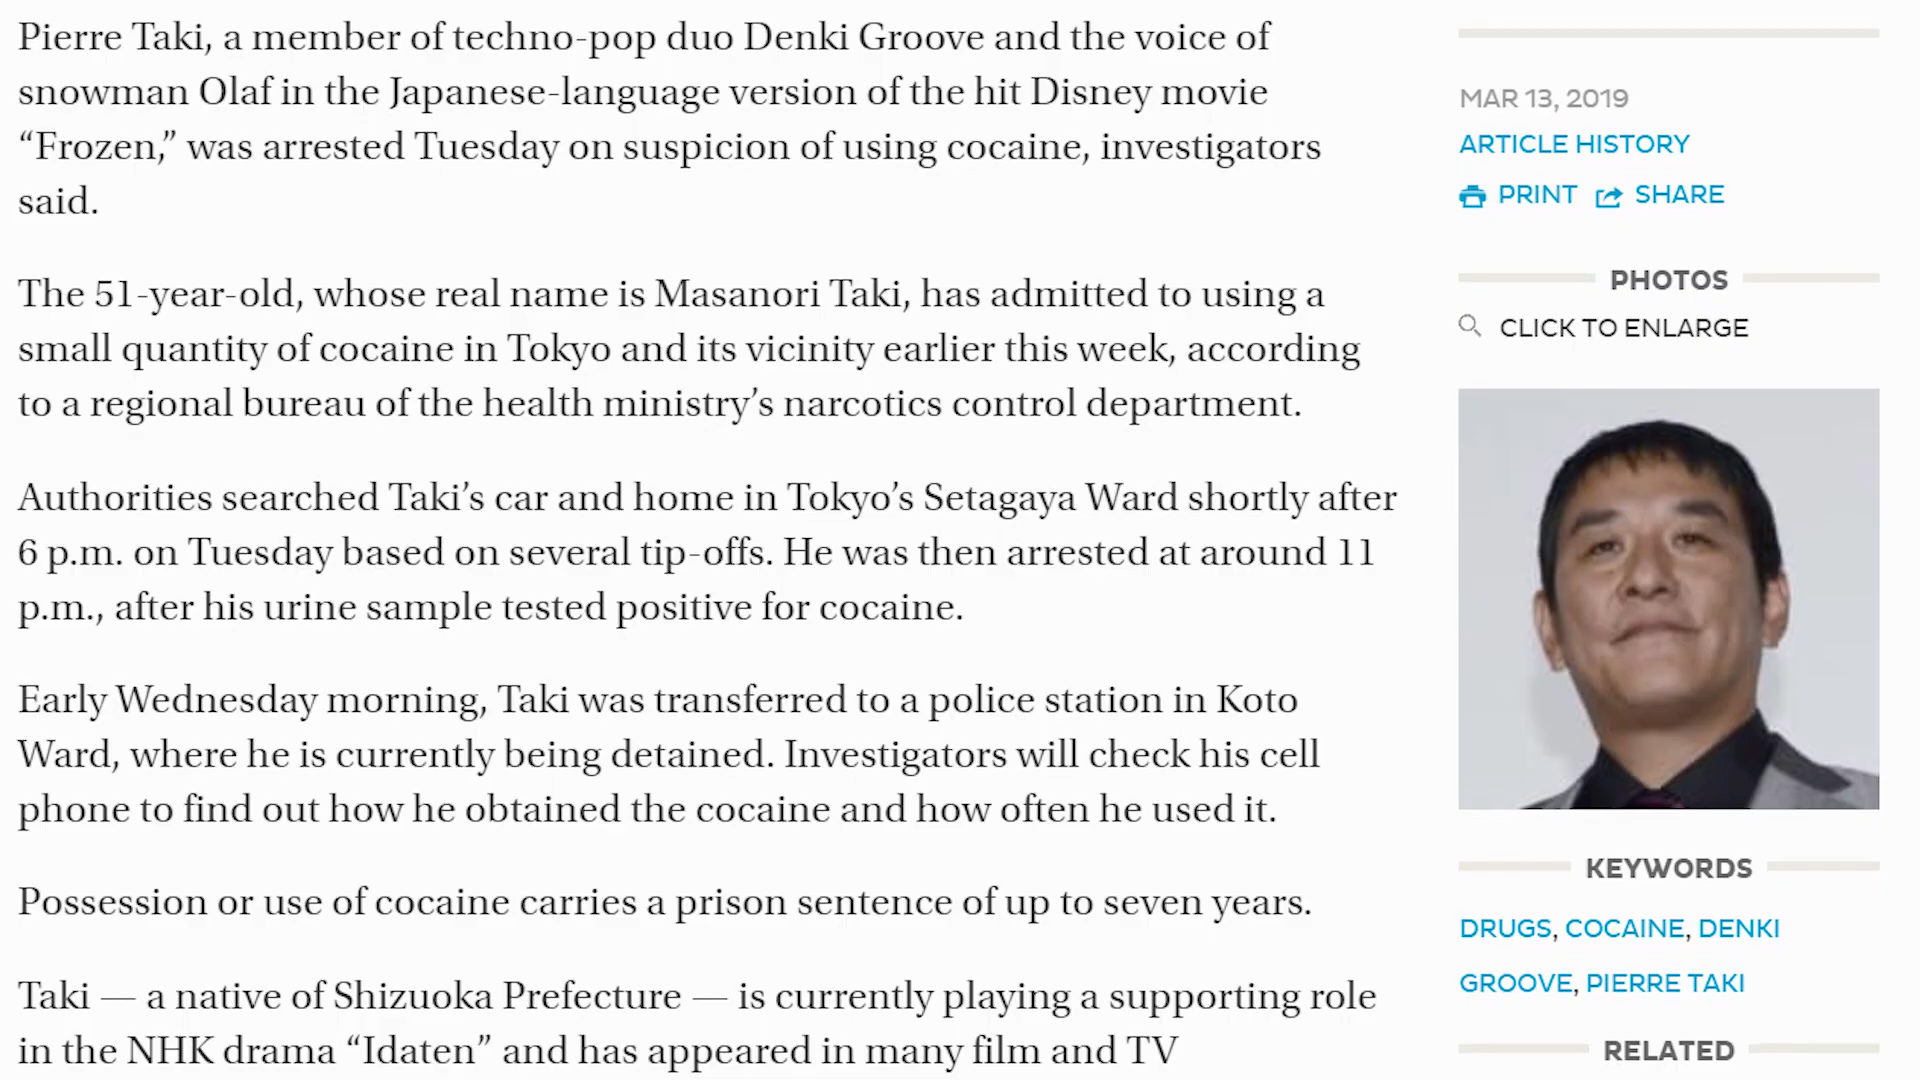 Pierre Taki, a member of techno-pop duo Denki Groove and the voice of
snowman Olaf in the Japanese-language version of the hit Disney movie
“Frozen,” was arrested Tuesday on suspicion of using cocaine, investigators
said.
The 51-year-old, whose real name is Masanori Taki, has admitted to using a
small quantity of cocaine in Tokyo and its vicinity earlier this week, according
to a regional bureau of the health ministry’s narcotics control department.
Authorities searched Taki’s car and home in Tokyo’s Setagaya Ward shortly after
6 p.m. on Tuesday based on several tip-offs. He was then arrested at around 11
p.m., after his urine sample tested positive for cocaine.
Early Wednesday morning, Taki was transferred to a police station in Koto
Ward, where he is currently being detained. Investigators will check his cell
phone to find out how he obtained the cocaine and how often he used it.
Possession or use of cocaine carries a prison sentence of up to seven years.
Taki — a native of Shizuoka Prefecture — is currently playing a supporting role
in the NHK drama “Idaten” and has appeared in many film and TV
MAR 13, 2019
ARTICLE HISTORY
PRINT SHARE
PHOTOS
CLICK TO ENLARGE
KEYWORDS
DRUGS, COCAINE, DENKI
GROOVE, PIERRE TAKI
RELATED